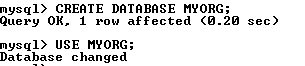 mysql> CREATE DATABASE MYORG;
Query OK, 1 row affected (0.20 sec)
mysql> USE MYORG;
Database changed